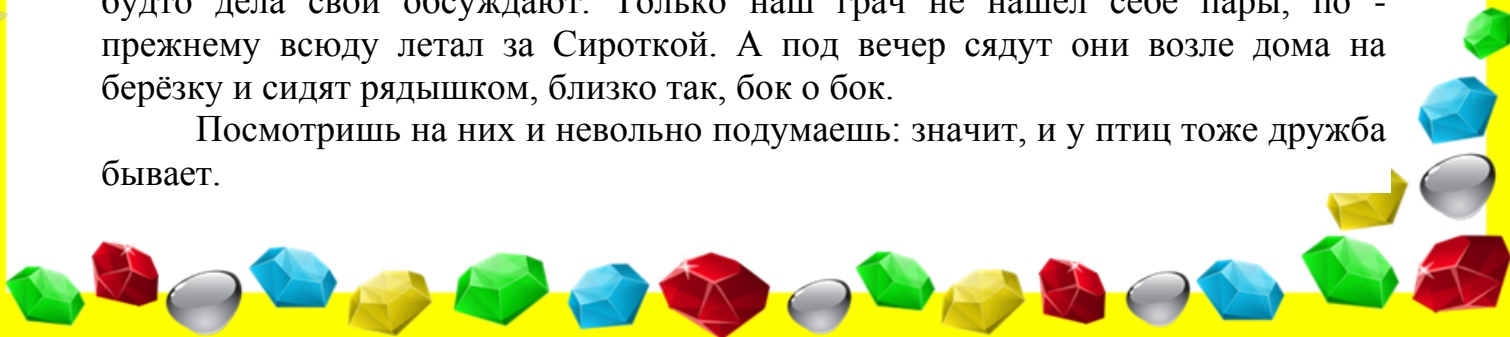 будто дела свои обсуждают. Только наш грач не нашёл себе пары, по -
прежнему всюду летал за Сироткой. А под вечер сядут они возле дома на
берёзку и сидят рядышком, близко так, бок о бок.
Посмотришь на них и невольно подумаешь: значит, и у птиц тоже дружба
бывает.